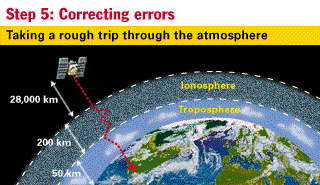 Step 5: Correcting errors
Taking a rough trip through the atmosphere
Ionosphere
Troposphere
28,000 km
200 km
50 km